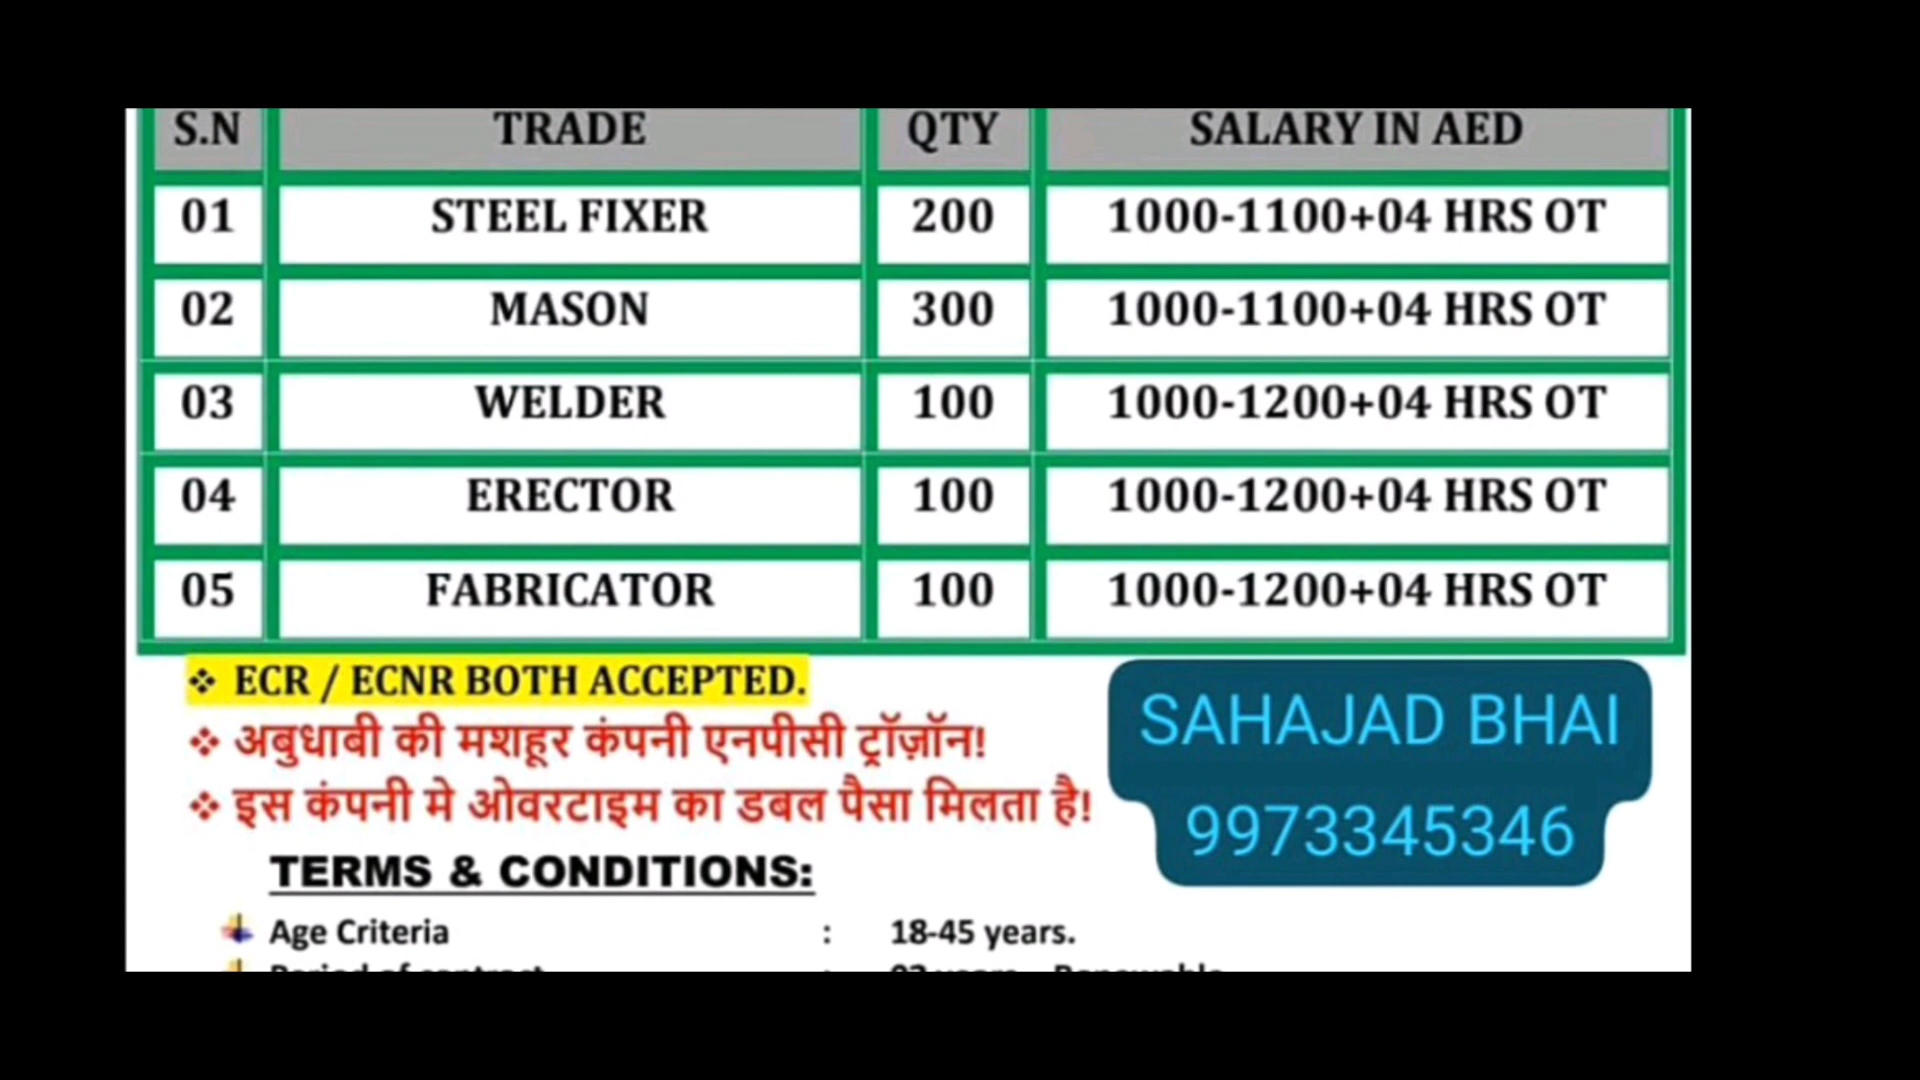 S.N TRADE QTY SALARY IN AED
01 STEEL FIXER 200 1000-1100+04 HRS OT
02 MASON 300 1000-1100+04 HRS OT
03 WELDER 100 1000-1200+04 HRS OT
04 ERECTOR 100 1000-1200+04 HRS OT
05 FABRICATOR 100 1000-1200+04 HRS OT
❖ ECR / ECNR BOTH ACCEPTED.
❖ अबुधाबी की मशहूर कंपनी एनपीसी ट्रॉज़ॉन!
❖ इस कंपनी मे ओवरटाइम का डबल पैसा मिलता है!
SAHAJAD BHAI
9973345346
TERMS & CONDITIONS:
Age Criteria : 18-45 years.